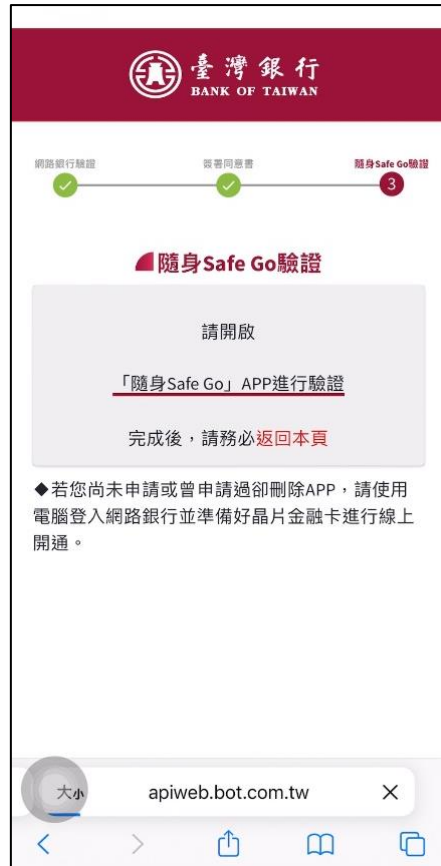 臺灣銀行
BANK OF TAIWAN
網路銀行驗證
簽署同意書
隨身Safe Go驗證
3
隨身Safe Go驗證
請開啟
「隨身Safe Go」APP進行驗證
完成後，請務必返回本頁
◆若您尚未申請或曾申請過卻刪除APP，請使用
電腦登入網路銀行並準備好晶片金融卡進行線上
開通。
大小
apiweb.bot.com.tw